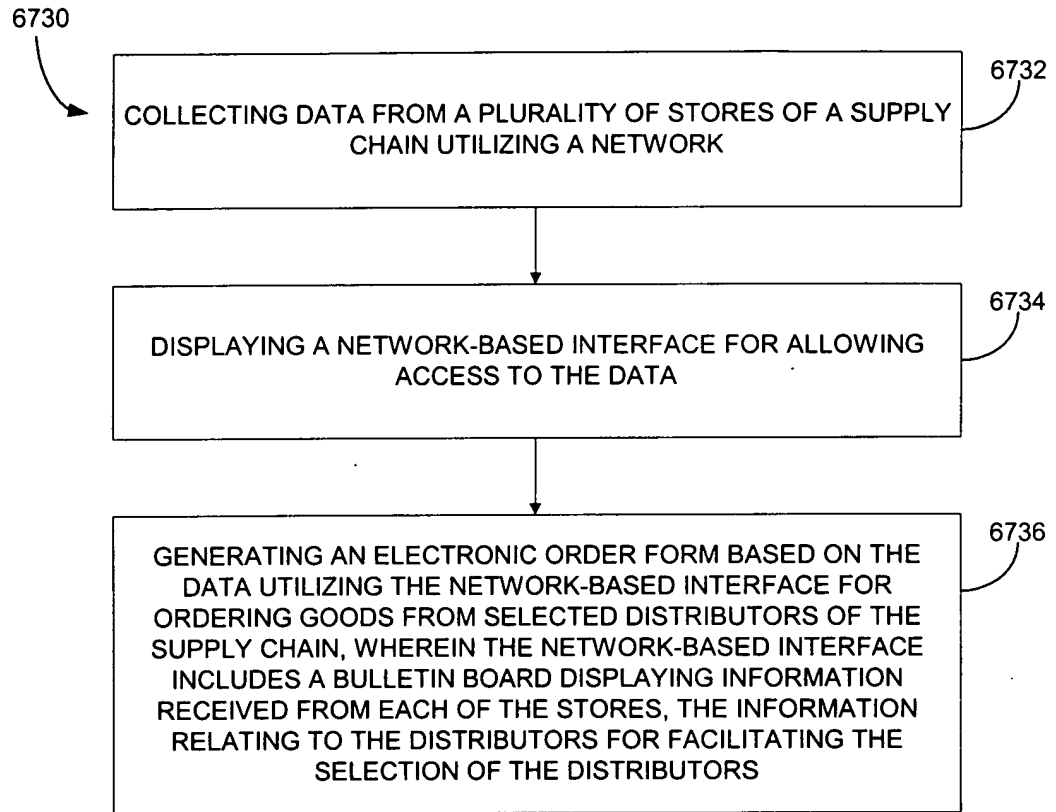 6730
6732
COLLECTING DATA FROM A PLURALITY OF STORES OF A SUPPLY
CHAIN UTILIZING A NETWORK
6734
DISPLAYING A NETWORK-BASED INTERFACE FOR ALLOWING
ACCESS TO THE DATA
6736
GENERATING AN ELECTRONIC ORDER FORM BASED ON THE
DATA UTILIZING THE NETWORK-BASED INTERFACE FOR
ORDERING GOODS FROM SELECTED DISTRIBUTORS OF THE
SUPPLY CHAIN, WHEREIN THE NETWORK-BASED INTERFACE
INCLUDES A BULLETIN BOARD DISPLAYING INFORMATION
RECEIVED FROM EACH OF THE STORES, THE INFORMATION
RELATING TO THE DISTRIBUTORS FOR FACILITATING THE
SELECTION OF THE DISTRIBUTORS